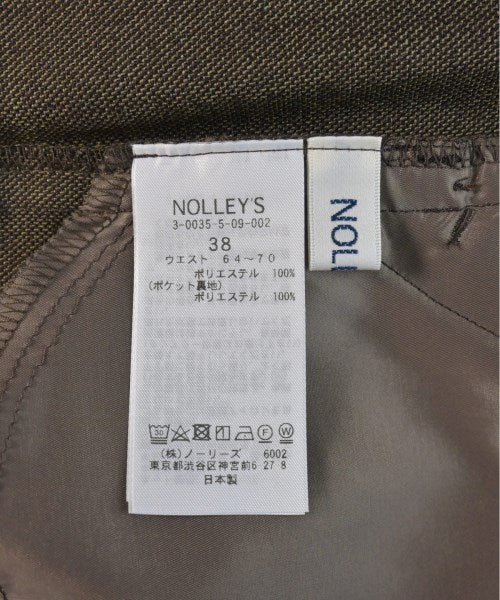 NOLLEY'S
3-0035-5-09-002
38
ウエスト 64～70
ポリエステル 100%
(ポケット裏地)
ポリエステル 100%
30
F W
(株)ノーリーズ 6002
東京都渋谷区神宮前6 27 8
日本製
NOLL